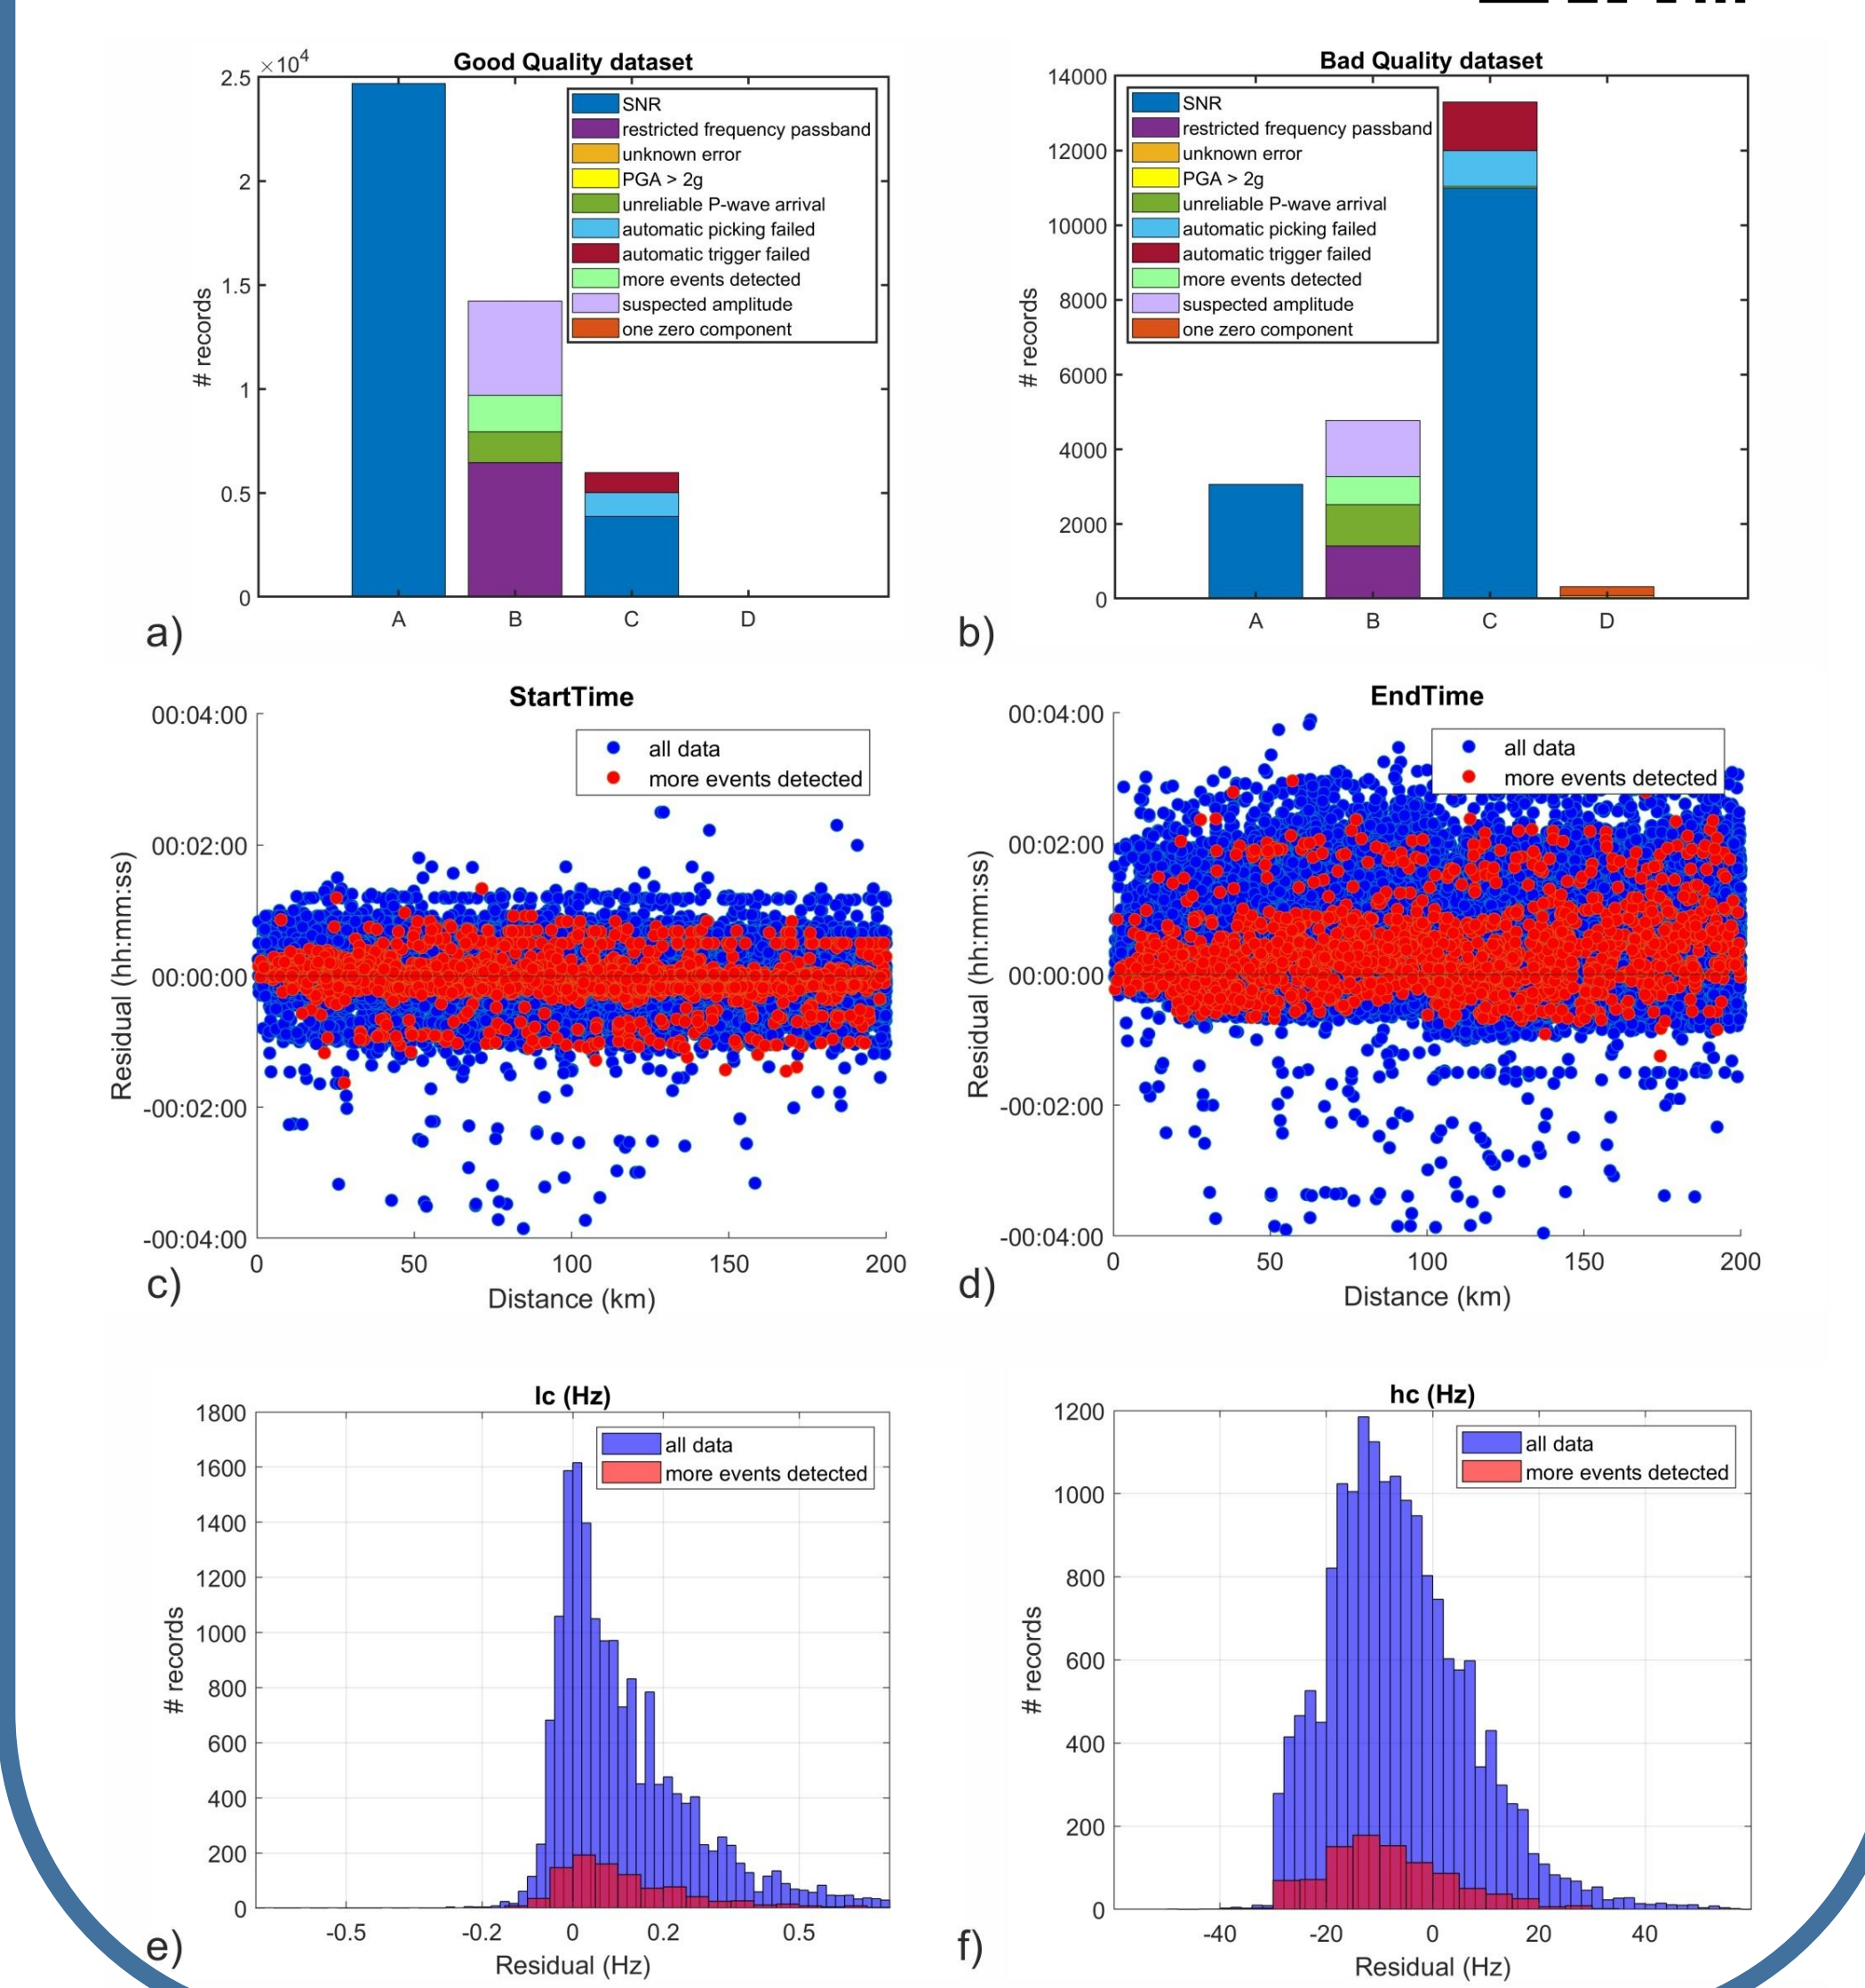 Good Quality dataset
×10^4
2.5
2
1.5
1
0.5
0
# records
SNR
restricted frequency passband
unknown error
PGA > 2g
unreliable P-wave arrival
automatic picking failed
automatic trigger failed
more events detected
suspected amplitude
one zero component
A B C D
a)
Bad Quality dataset
14000
12000
10000
8000
6000
4000
2000
0
# records
SNR
restricted frequency passband
unknown error
PGA > 2g
unreliable P-wave arrival
automatic picking failed
automatic trigger failed
more events detected
suspected amplitude
one zero component
A B C D
b)
StartTime
00:04:00
00:02:00
00:00:00
-00:02:00
-00:04:00
Residual (hh:mm:ss)
all data
more events detected
0 50 100 150 200
Distance (km)
c)
EndTime
00:04:00
00:02:00
00:00:00
-00:02:00
-00:04:00
Residual (hh:mm:ss)
all data
more events detected
0 50 100 150 200
Distance (km)
d)
lc (Hz)
1800
1600
1400
1200
1000
800
600
400
200
0
# records
all data
more events detected
-0.5 -0.2 0 0.2 0.5
Residual (Hz)
e)
hc (Hz)
1200
1000
800
600
400
200
0
# records
all data
more events detected
-40 -20 0 20 40
Residual (Hz)
f)